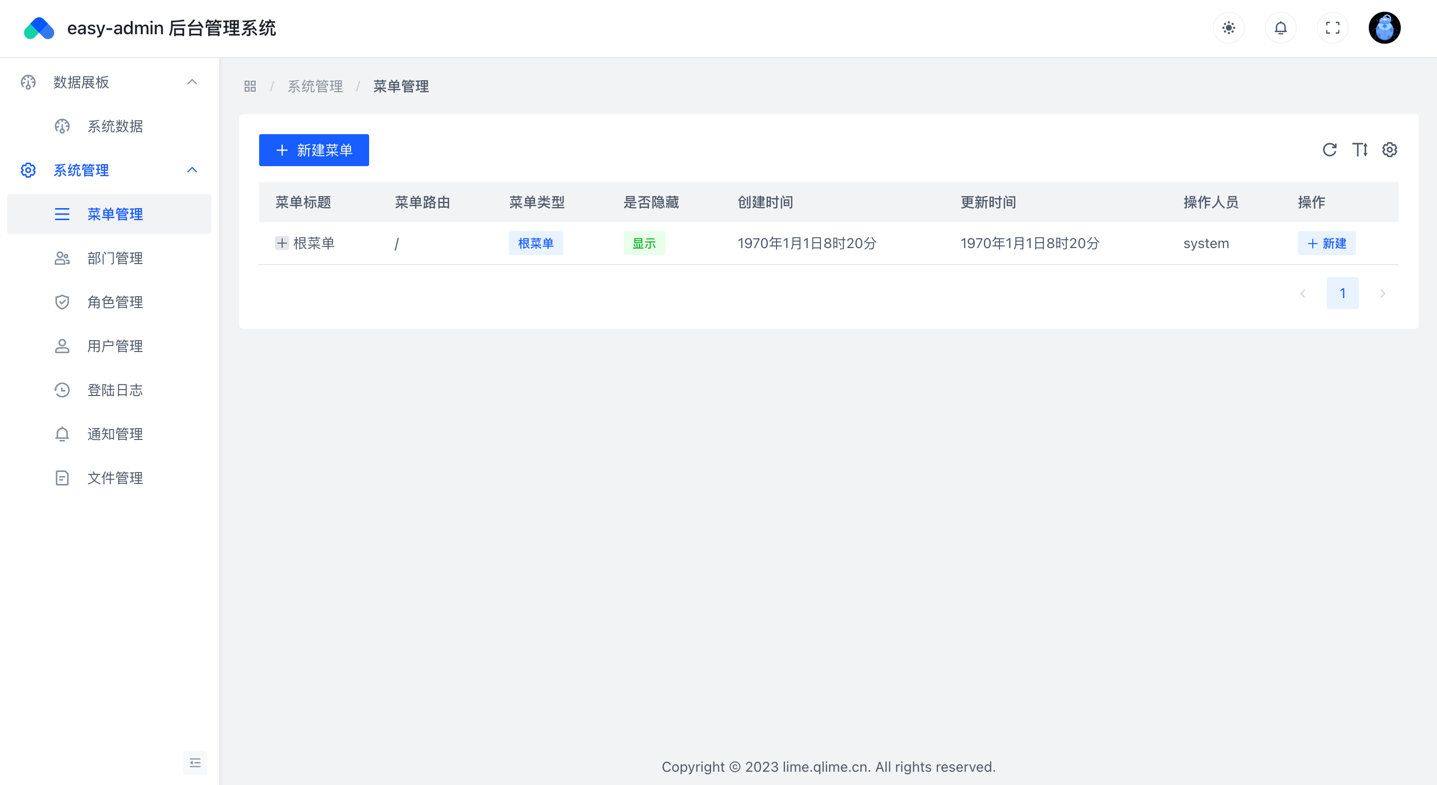 easy-admin 后台管理系统
数据展板
系统数据
系统管理
菜单管理
部门管理
角色管理
用户管理
登陆日志
通知管理
文件管理
/ 系统管理 / 菜单管理
新建菜单
菜单标题 菜单路由 菜单类型 是否隐藏 创建时间 更新时间 操作人员 操作
根菜单 / 根菜单 显示 1970年1月1日8时20分 1970年1月1日8时20分 system + 新建
1
Copyright © 2023 lime.qlime.cn. All rights reserved.